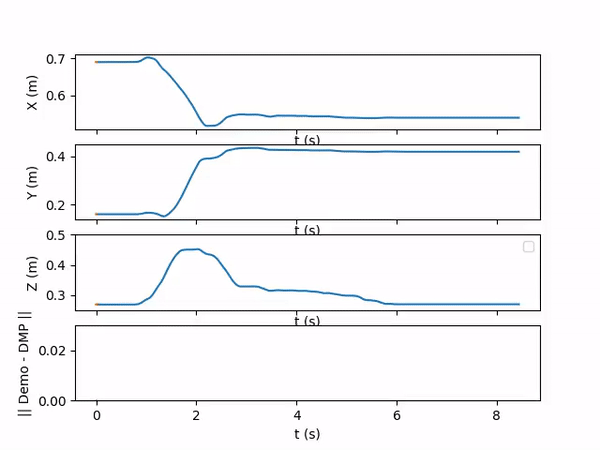 0.7
0.6
X (m)
t (s)
0.4
0.2
Y (m)
t (s)
0.5
0.4
0.3
Z (m)
t (s)
0.02
0.00
|| Demo - DMP ||
0 2 4 6 8
t (s)